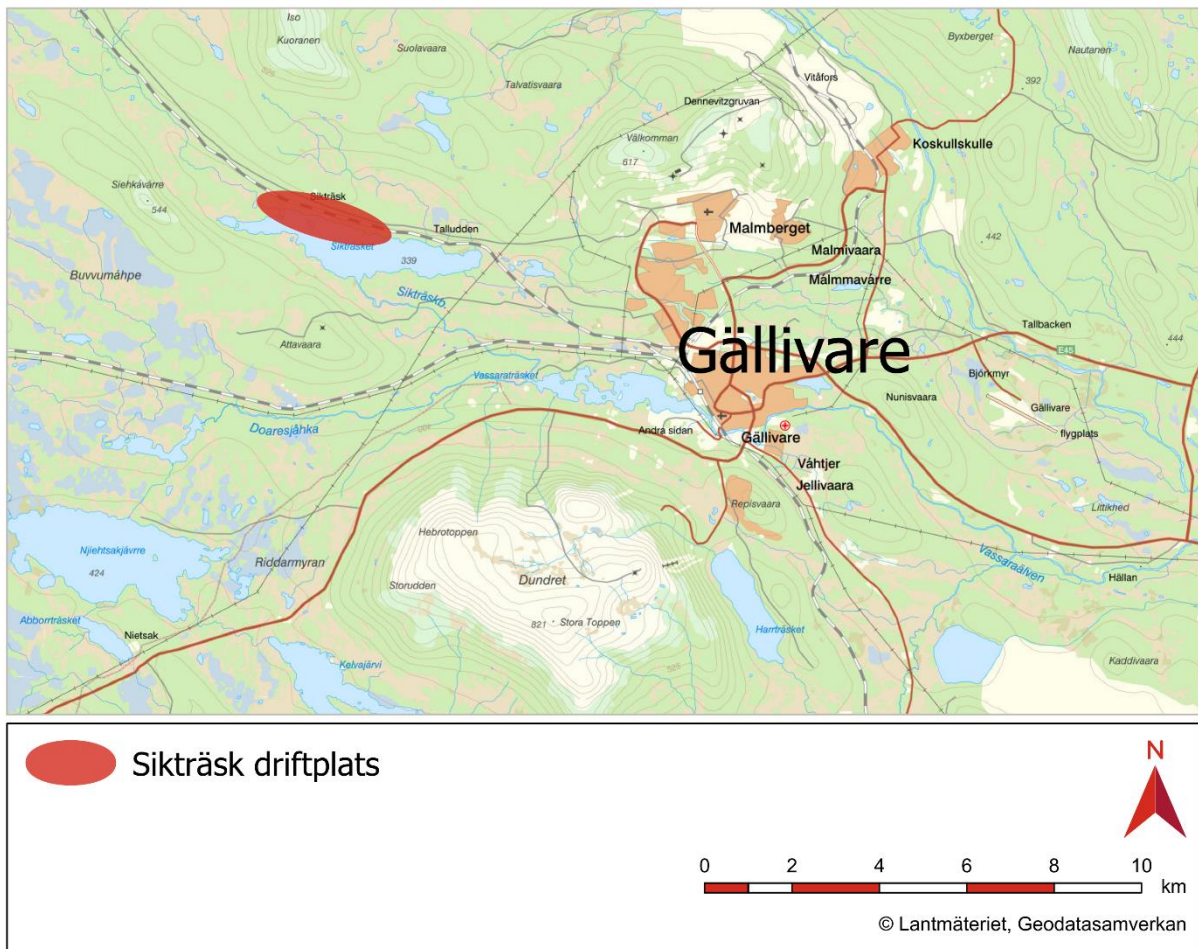 Iso
Kuoranen
Suolavaara
Talvatisvaara
Vitåfors
Byxberget
Nautanen
392
Dennevitzgruvan
Välkomman
617
Koskullskulle
Siehkávárre
544
Sikträsk
Sikträsket
Talludden
339
Malmberget
Malmivaara
Målmmavárre
442
Buvvumáhpe
Sikträskb.
Attavaara
Gällivare
Tallbacken
E45
444
Vassaraträsket
Björkmyr
Nunisvaara
Gällivare
flygplats
Doaresjåhka
Andra sidan
Gällivare
Váhtjer
Jellivaara
Repisvaara
Littikhed
Hebrotoppen
Njiehtsakjávrre
424
Riddarmyran
Storudden
Dundret
Vassaraälven
Hällan
821
Stora Toppen
Harrträsket
Abborrträsket
Nietsak
Kelvajärvi
Kaddivaara
Sikträsk driftplats
N
0 2 4 6 8 10
km
© Lantmäteriet, Geodatasamverkan